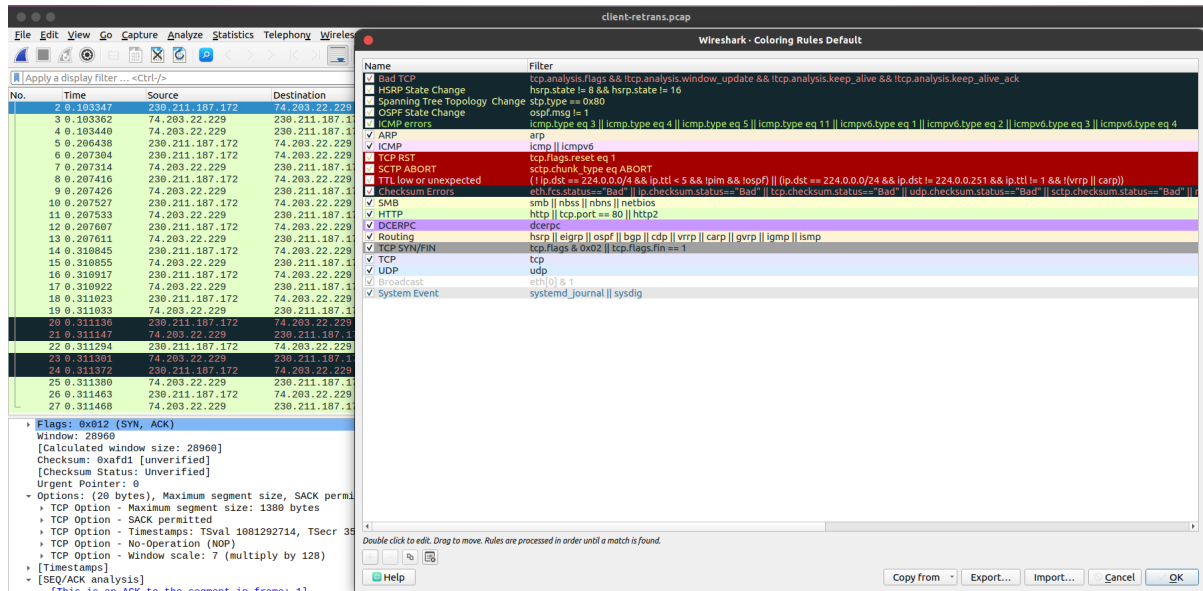 client-retrans.pcap
File Edit View Go Capture Analyze Statistics Telephony Wireles
Apply a display filter … <Ctrl-/>
No. Time Source Destination
2 0.103347 230.211.187.172 74.203.22.229
3 0.103362 74.203.22.229 230.211.187.1
4 0.103440 74.203.22.229 230.211.187.1
5 0.206438 230.211.187.172 74.203.22.229
6 0.207304 230.211.187.172 74.203.22.229
7 0.207314 74.203.22.229 230.211.187.1
8 0.207416 230.211.187.172 74.203.22.229
9 0.207426 74.203.22.229 230.211.187.1
10 0.207527 230.211.187.172 74.203.22.229
11 0.207533 74.203.22.229 230.211.187.1
12 0.207607 230.211.187.172 74.203.22.229
13 0.207611 74.203.22.229 230.211.187.1
14 0.310845 230.211.187.172 74.203.22.229
15 0.310855 74.203.22.229 230.211.187.1
16 0.310917 230.211.187.172 74.203.22.229
17 0.310922 74.203.22.229 230.211.187.1
18 0.311023 230.211.187.172 74.203.22.229
19 0.311033 74.203.22.229 230.211.187.1
20 0.311136 230.211.187.172 74.203.22.229
21 0.311147 74.203.22.229 230.211.187.1
22 0.311294 230.211.187.172 74.203.22.229
23 0.311301 74.203.22.229 230.211.187.1
24 0.311372 230.211.187.172 74.203.22.229
25 0.311380 74.203.22.229 230.211.187.1
26 0.311463 230.211.187.172 74.203.22.229
27 0.311468 74.203.22.229 230.211.187.1
Flags: 0x012 (SYN, ACK)
Window: 28960
[Calculated window size: 28960]
Checksum: 0xafd1 [unverified]
[Checksum Status: Unverified]
Urgent Pointer: 0
Options: (20 bytes), Maximum segment size, SACK permi
TCP Option - Maximum segment size: 1380 bytes
TCP Option - SACK permitted
TCP Option - Timestamps: TSval 1081292714, TSecr 35
TCP Option - No-Operation (NOP)
TCP Option - Window scale: 7 (multiply by 128)
[Timestamps]
[SEQ/ACK analysis]
[This is an ACK to the segment in frame: 1]
Wireshark · Coloring Rules Default
Name Filter
Bad TCP tcp.analysis.flags && !tcp.analysis.window_update && !tcp.analysis.keep_alive && !tcp.analysis.keep_alive_ack
HSRP State Change hsrp.state != 8 && hsrp.state != 16
Spanning Tree Topology Change stp.type == 0x80
OSPF State Change ospf.msg != 1
ICMP errors icmp.type eq 3 || icmp.type eq 4 || icmp.type eq 5 || icmp.type eq 11 || icmpv6.type eq 1 || icmpv6.type eq 2 || icmpv6.type eq 3 || icmpv6.type eq 4
ARP arp
ICMP icmp || icmpv6
TCP RST tcp.flags.reset eq 1
SCTP ABORT sctp.chunk_type eq ABORT
TTL low or unexpected ( ! ip.dst == 224.0.0.0/4 && ip.ttl < 5 && !pim && !ospf) || (ip.dst == 224.0.0.0/24 && ip.dst != 224.0.0.251 && ip.ttl != 1 && !(vrrp || carp))
Checksum Errors eth.fcs.status=="Bad" || ip.checksum.status=="Bad" || tcp.checksum.status=="Bad" || udp.checksum.status=="Bad" || sctp.checksum.status=="Bad" ||
SMB smb || nbss || nbns || netbios
HTTP http || tcp.port == 80 || http2
DCERPC dcerpc
Routing hsrp || eigrp || ospf || bgp || cdp || vrrp || carp || gvrp || igmp || ismp
TCP SYN/FIN tcp.flags & 0x02 || tcp.flags.fin == 1
TCP tcp
UDP udp
Broadcast eth[0] & 1
System Event systemd_journal || sysdig
Double click to edit. Drag to move. Rules are processed in order until a match is found.
Help Copy from Export... Import... Cancel OK